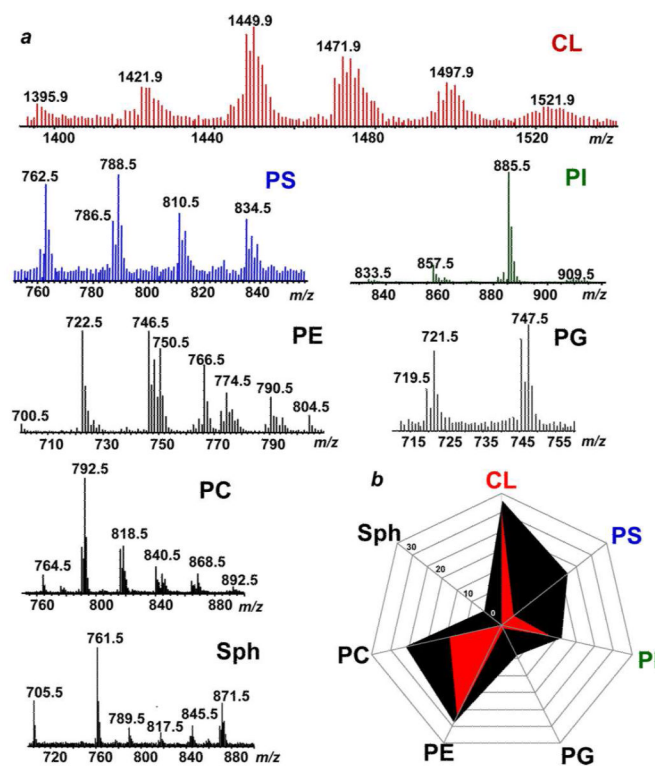 a
CL
1395.9 1421.9 1449.9 1471.9 1497.9 1521.9
1400 1440 1480 1520 m/z
PS
762.5 786.5 788.5 810.5 834.5
760 780 800 820 840 m/z
PI
833.5 857.5 885.5 909.5
840 860 880 900 m/z
PE
700.5 722.5 746.5 750.5 766.5 774.5 790.5 804.5
710 730 750 770 790 m/z
PG
719.5 721.5 747.5
715 725 735 745 755 m/z
PC
764.5 792.5 818.5 840.5 868.5 892.5
760 800 840 880 m/z
Sph
705.5 761.5 789.5 817.5 845.5 871.5
720 760 800 840 880 m/z
b
CL
Sph PS
30
20
10
0
PC
PE PG